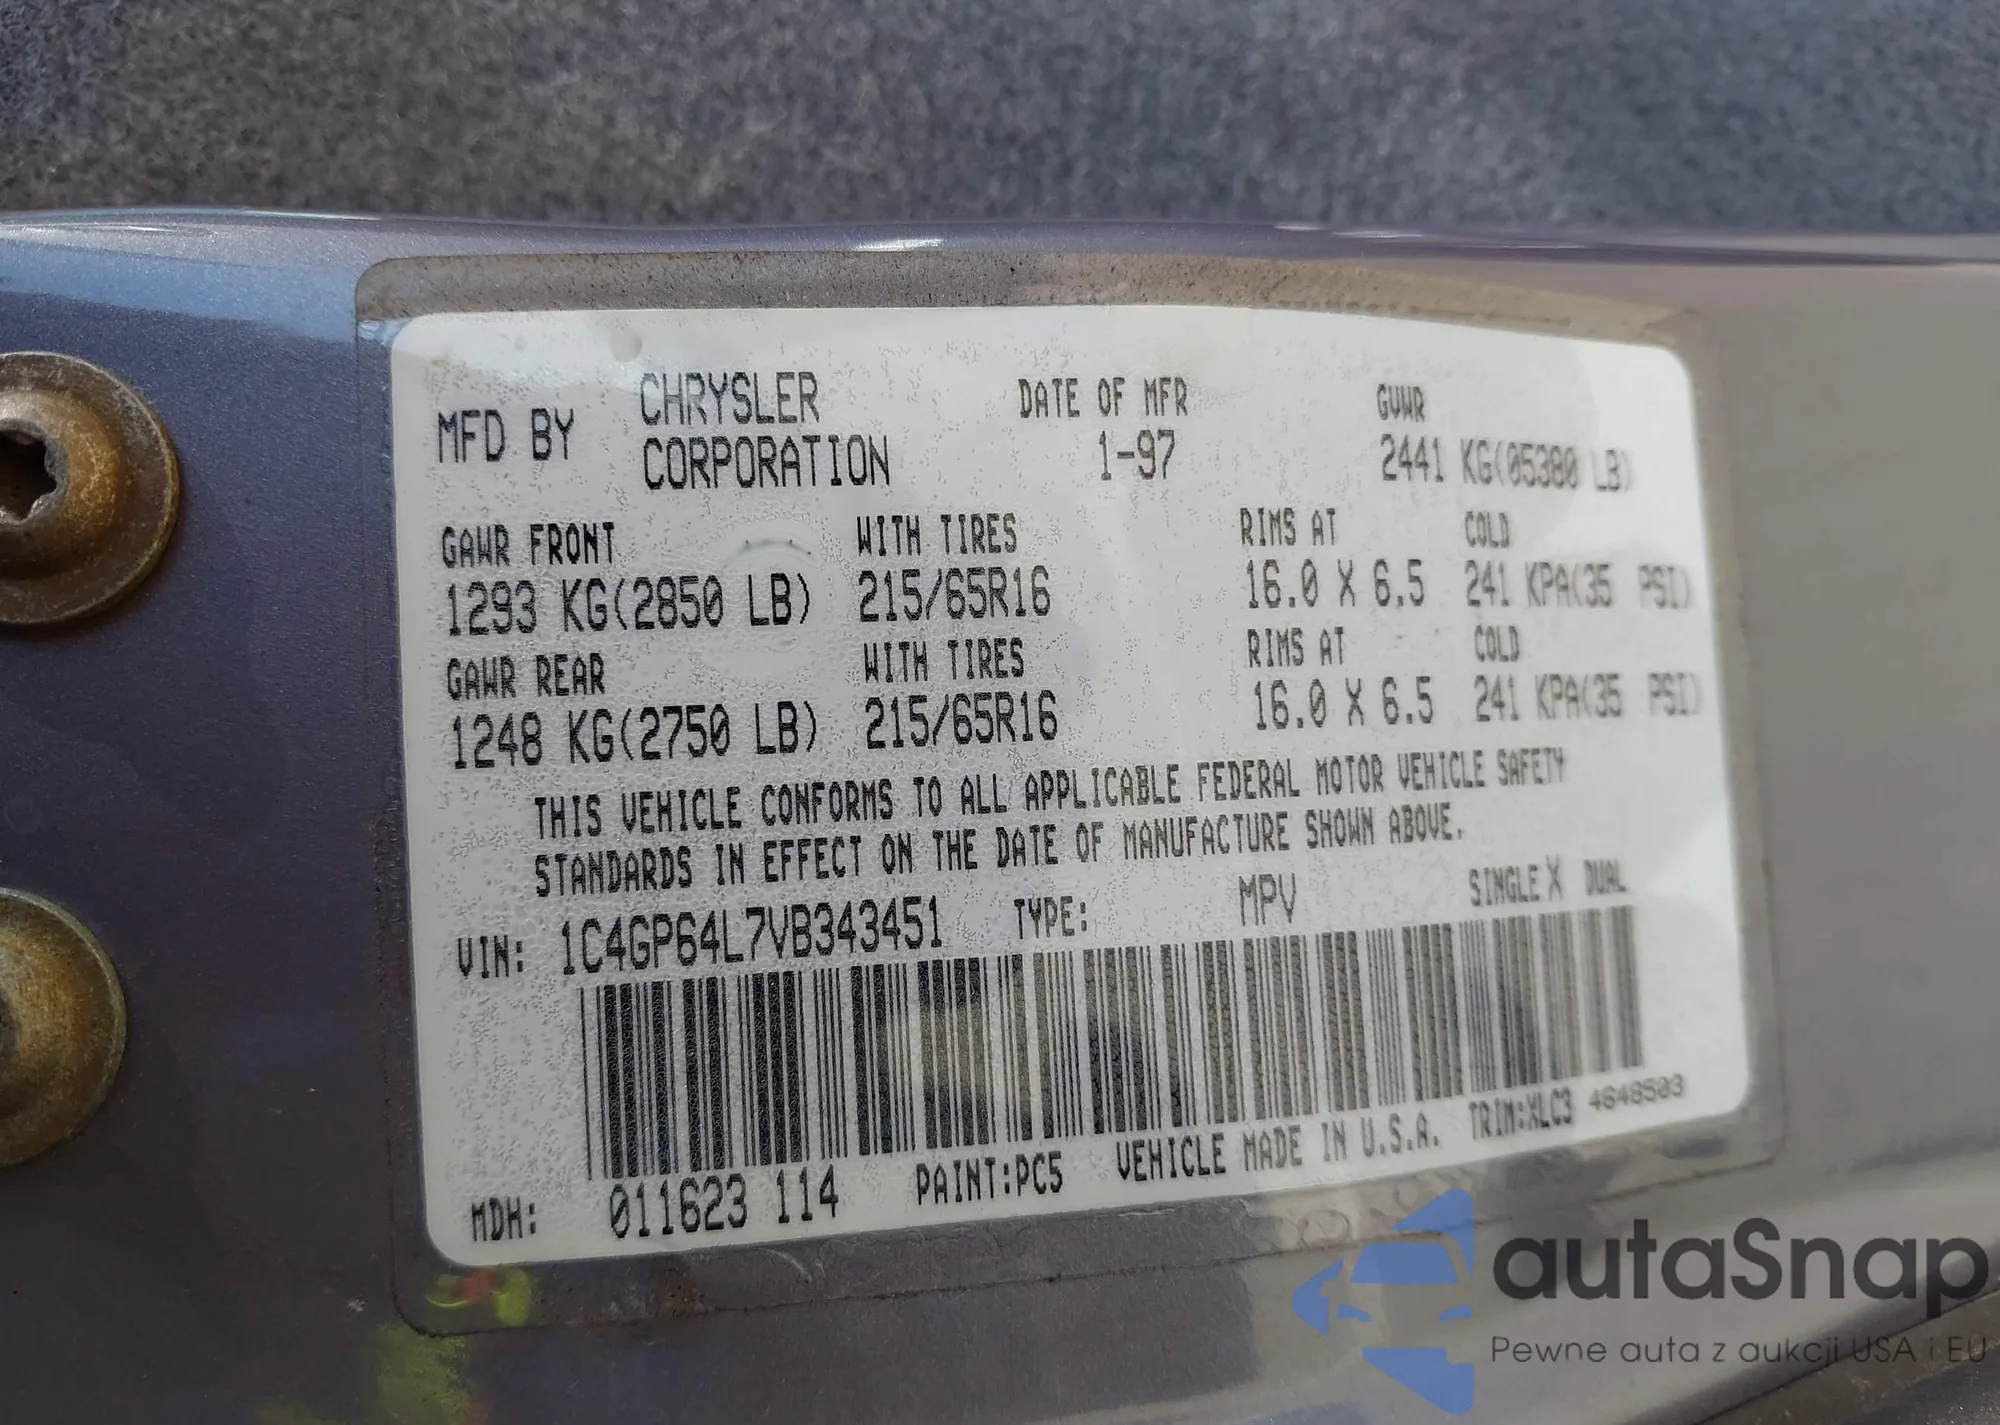 MFD BY CHRYSLER CORPORATION DATE OF MFR 1-97 GVWR 2441 KG(05380 LB)
GAWR FRONT WITH TIRES RIMS AT COLD
1293 KG(2850 LB) 215/65R16 16.0 X 6.5 241 KPA(35 PSI)
GAWR REAR WITH TIRES RIMS AT COLD
1248 KG(2750 LB) 215/65R16 16.0 X 6.5 241 KPA(35 PSI)
THIS VEHICLE CONFORMS TO ALL APPLICABLE FEDERAL MOTOR VEHICLE SAFETY
STANDARDS IN EFFECT ON THE DATE OF MANUFACTURE SHOWN ABOVE.
VIN: 1C4GP64L7VB343451 TYPE: MPV SINGLE X DUAL
MDH: 011623 114 PAINT:PC5 VEHICLE MADE IN U.S.A. TRIM:XLC3 4648503
autaSnap
Pewne auta z aukcji USA i EU